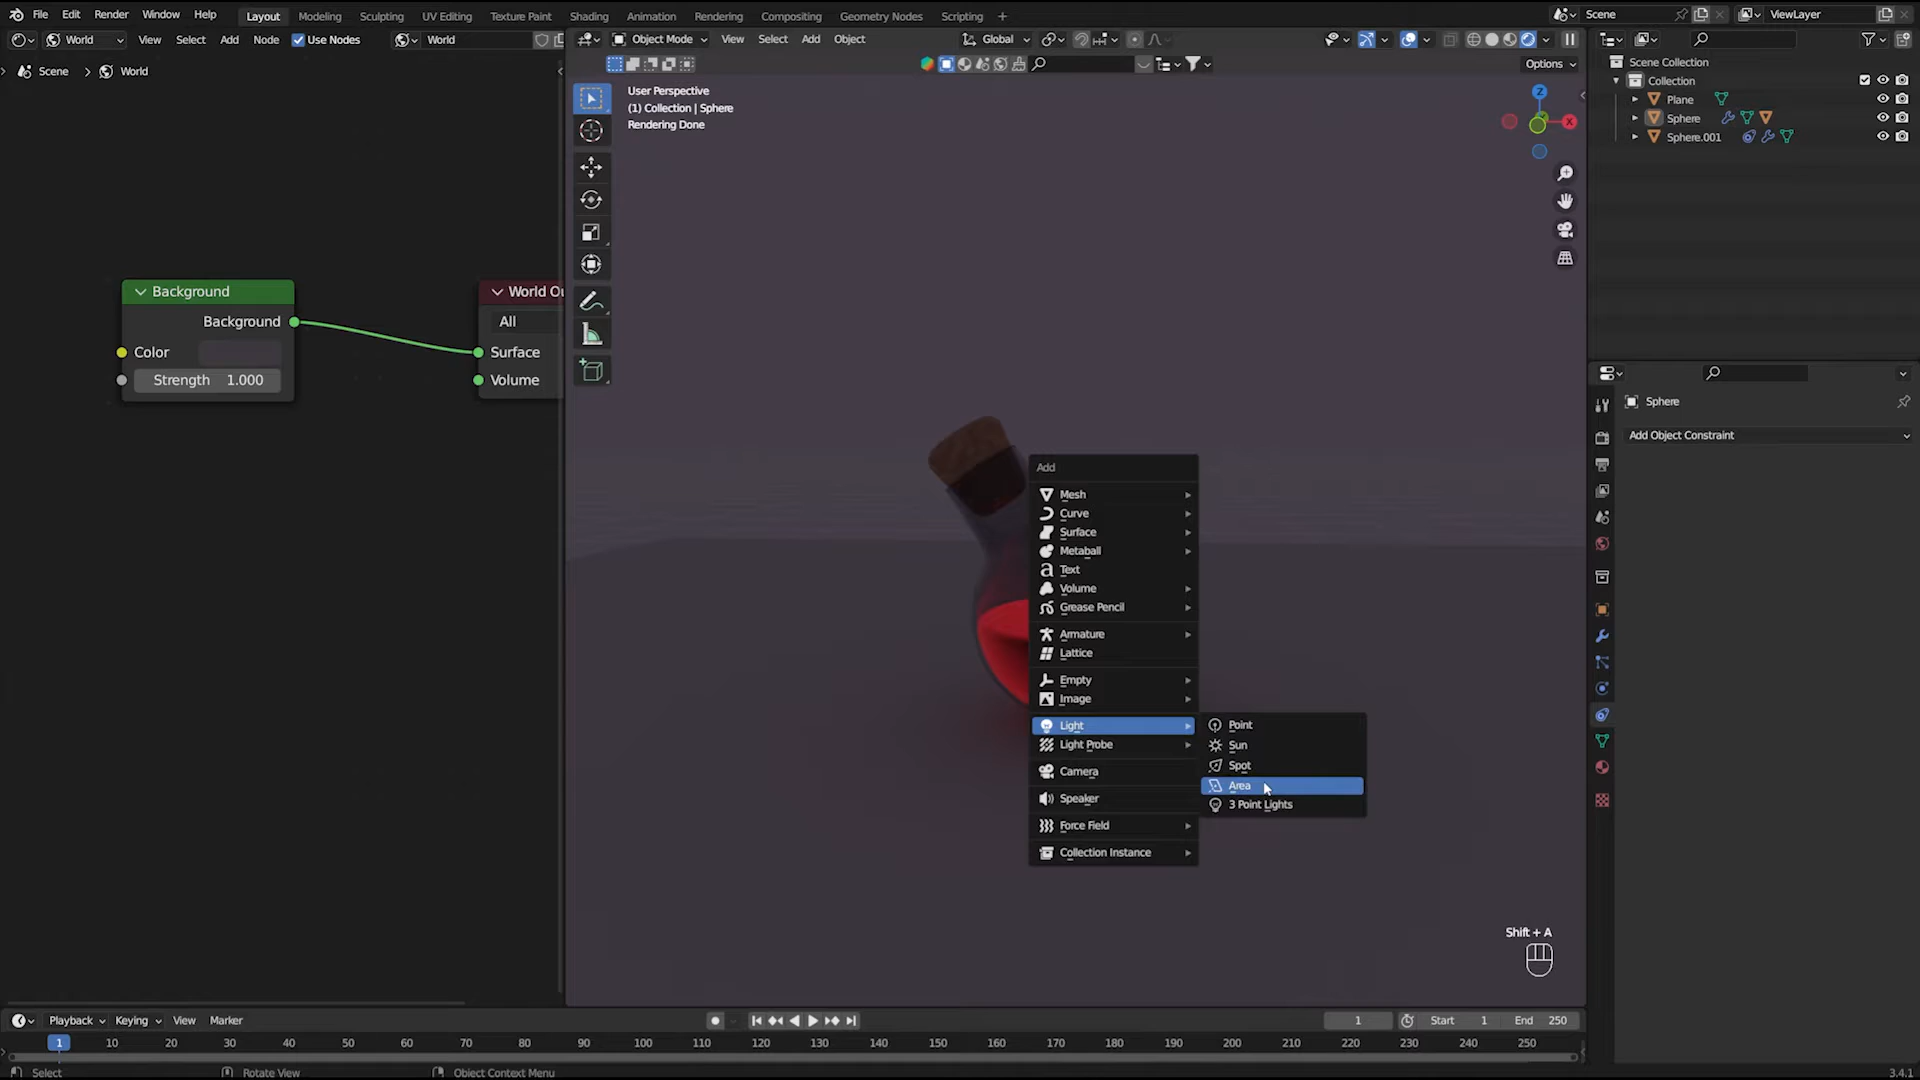 File Edit Render Window Help Layout Modeling Sculpting UV Editing Texture Paint Shading Animation Rendering Compositing Geometry Nodes Scripting + Scene ViewLayer
World View Select Add Node Use Nodes World Object Mode View Select Add Object Global
Options
Scene > World
User Perspective
(1) Collection | Sphere
Rendering Done
Z
X
Scene Collection
Collection
Plane
Sphere
Sphere.001
Background
Background
Color
Strength 1.000
World Ou
All
Surface
Volume
Sphere
Add Object Constraint
Add
Mesh
Curve
Surface
Metaball
Text
Volume
Grease Pencil
Armature
Lattice
Empty
Image
Light
Light Probe
Camera
Speaker
Force Field
Collection Instance
Point
Sun
Spot
Area
3 Point Lights
Shift + A
Playback Keying View Marker 1 Start 1 End 250
1 10 20 30 40 50 60 70 80 90 100 110 120 130 140 150 160 170 180 190 200 210 220 230 240 250
Select Rotate View Object Context Menu 3.4.1